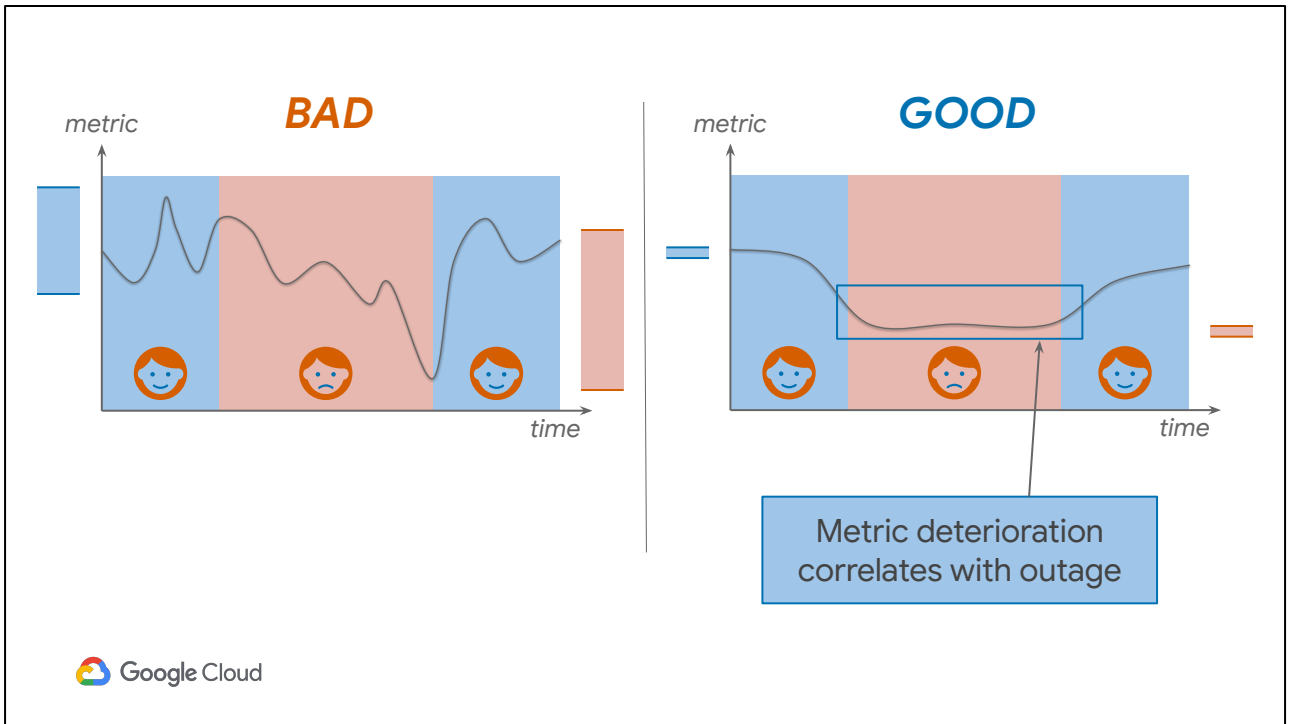 BAD
metric
time
GOOD
metric
time
Metric deterioration
correlates with outage
Google Cloud